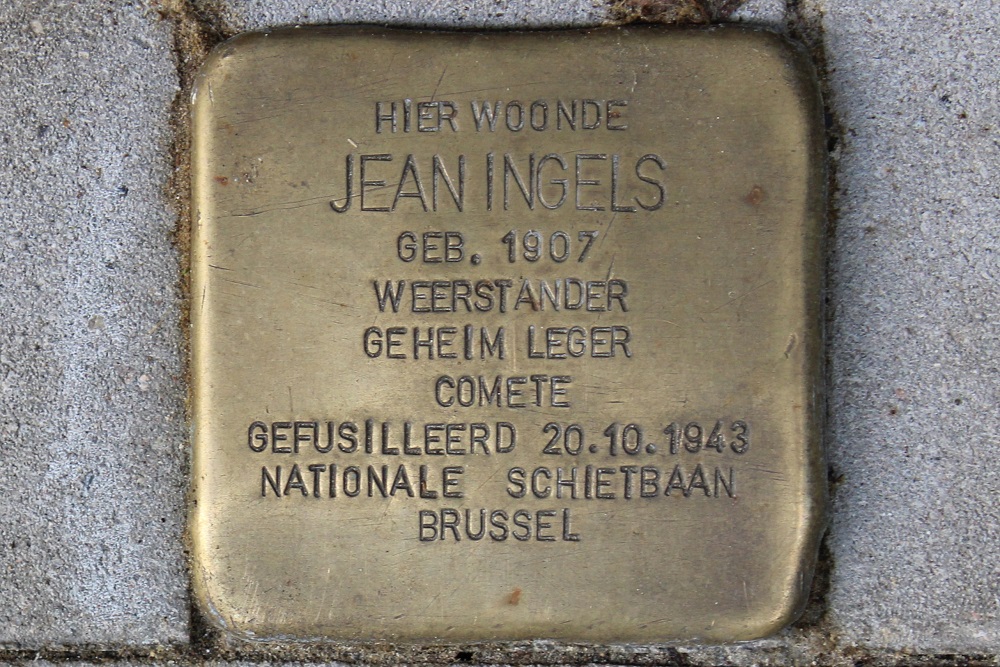 HIER WOONDE
JEAN INGELS
GEB. 1907
WEERSTANDER
GEHEIM LEGER
COMETE
GEFUSILLEERD 20.10.1943
NATIONALE SCHIETBAAN
BRUSSEL